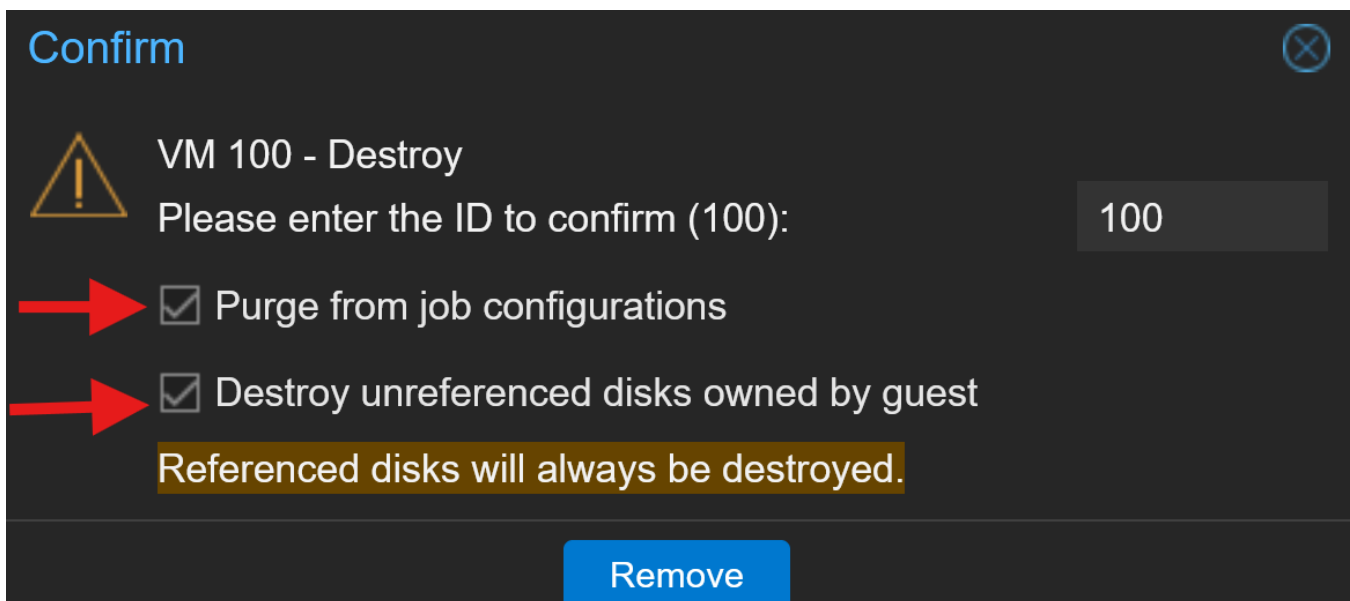 Confirm
VM 100 - Destroy
Please enter the ID to confirm (100): 100
Purge from job configurations
Destroy unreferenced disks owned by guest
Referenced disks will always be destroyed.
Remove